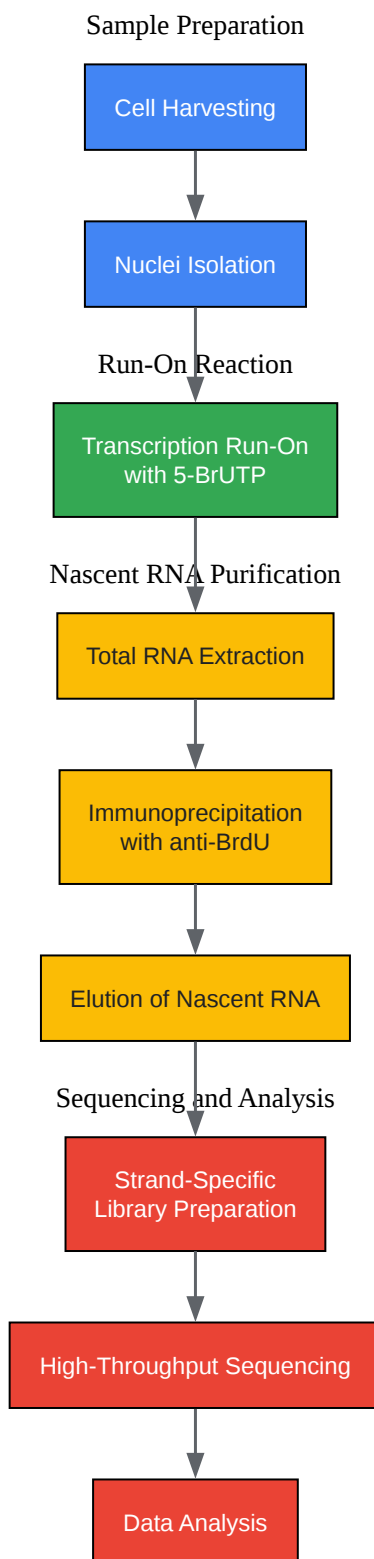 Sample Preparation
Cell Harvesting
Nuclei Isolation
Run-On Reaction
Transcription Run-On
with 5-BrUTP
Nascent RNA Purification
Total RNA Extraction
Immunoprecipitation
with anti-BrdU
Elution of Nascent RNA
Sequencing and Analysis
Strand-Specific
Library Preparation
High-Throughput Sequencing
Data Analysis